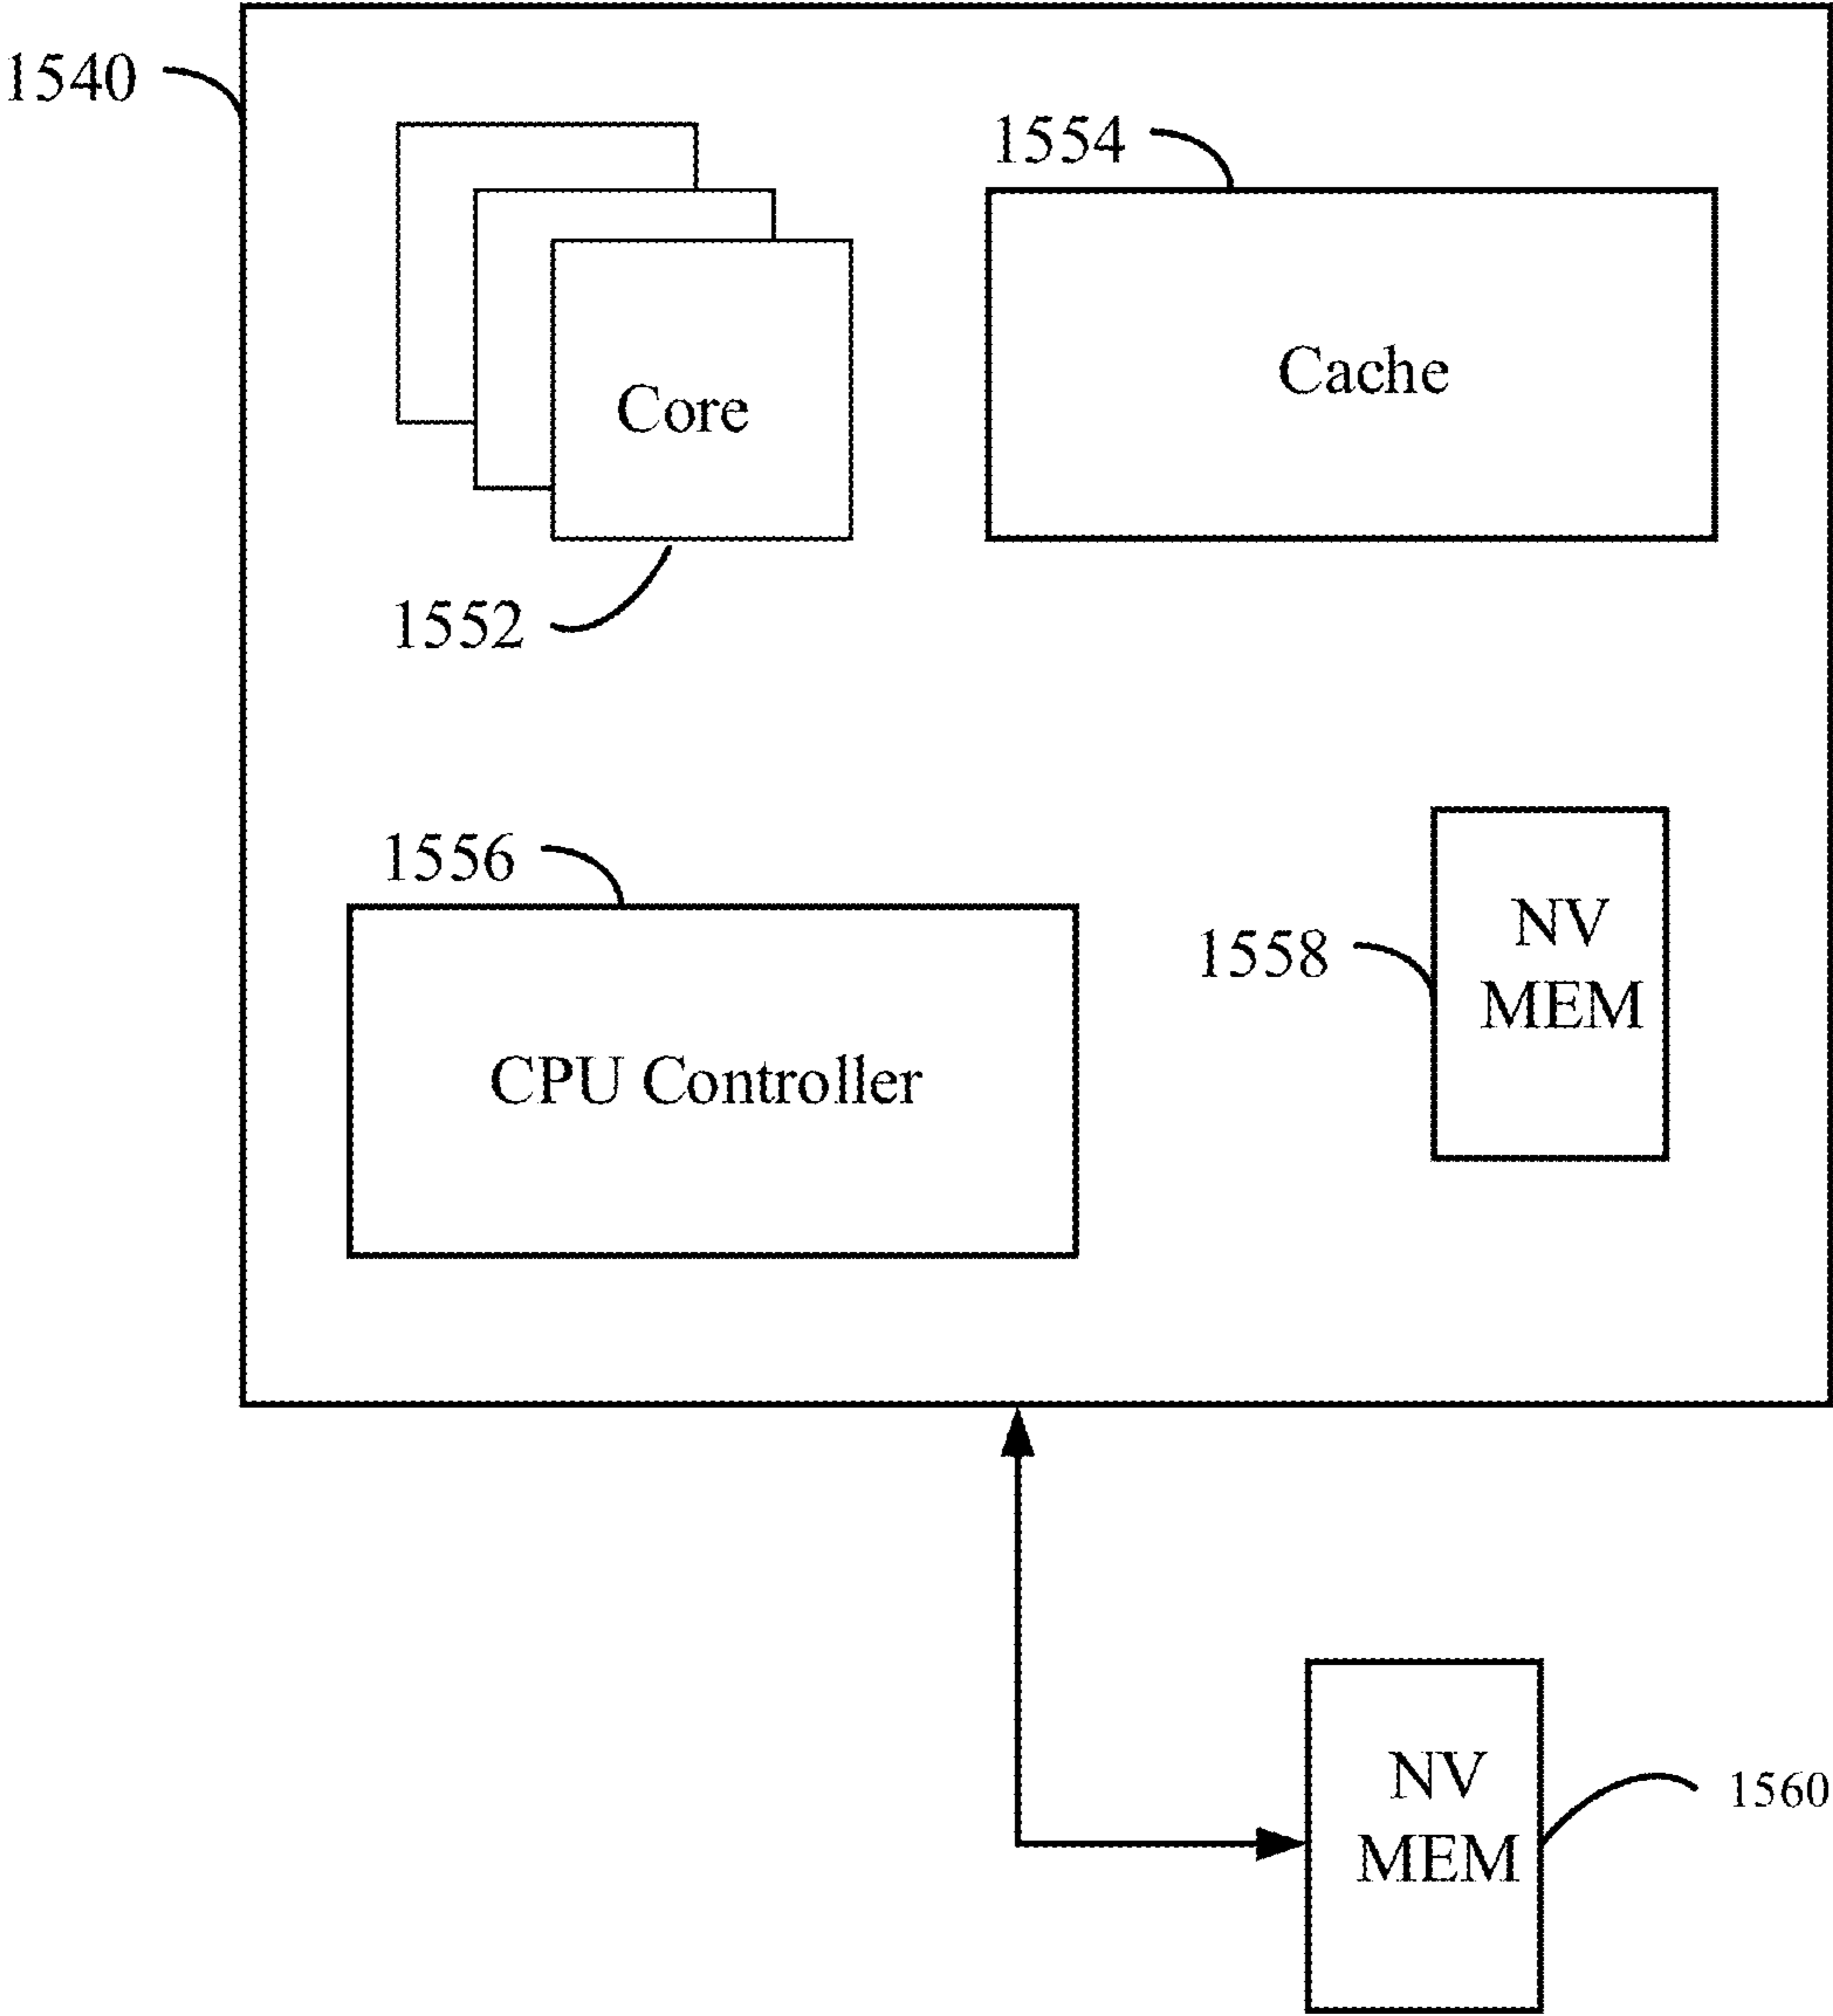 1540
1554
Core
Cache
1552
1556
1558
NV
MEM
CPU Controller
NV
MEM
1560